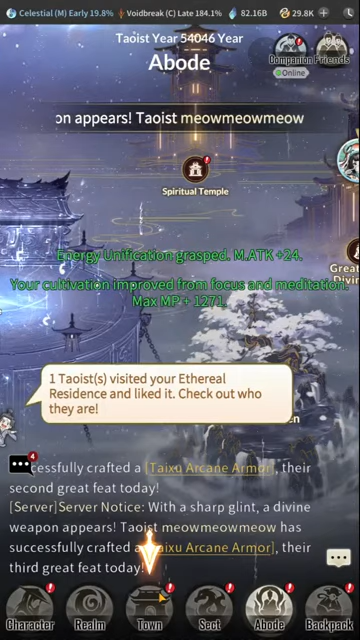 Celestial (M) Early 19.8% Voidbreak (C) Late 184.1% 82.16B 29.8K +
Taoist Year 54046 Year
Abode
Companion Friends
Online
on appears! Taoist meowmeowmeow
Spiritual Temple
Energy Unification grasped. M.ATK +24.
Great
Divin
Your cultivation improved from focus and meditation.
Max MP + 1271.
1 Taoist(s) visited your Ethereal
Residence and liked it. Check out who
they are!
en
4
cessfully crafted a [Taixu Arcane Armor], their
second great feat today!
[Server]Server Notice: With a sharp glint, a divine
weapon appears! Taoist meowmeowmeow has
successfully crafted a [Taixu Arcane Armor], their
third great feat today!
Character Realm Town Sect Abode Backpack